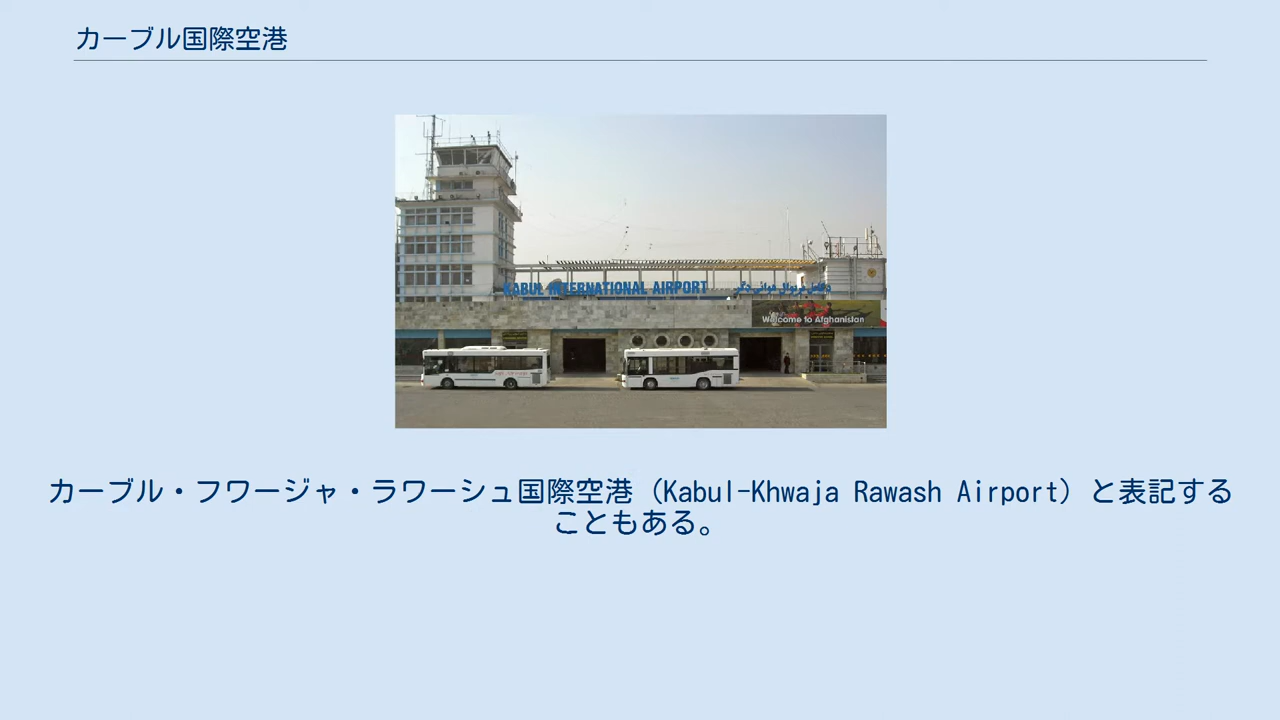 カーブル国際空港
KABUL INTERNATIONAL AIRPORT
Welcome to Afghanistan
カーブル・フワージャ・ラワーシュ国際空港（Kabul-Khwaja Rawash Airport）と表記する
こともある。